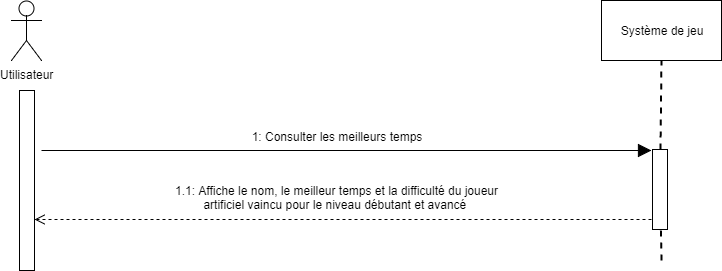 Système de jeu
Utilisateur
1: Consulter les meilleurs temps
1.1: Affiche le nom, le meilleur temps et la difficulté du joueur
artificiel vaincu pour le niveau débutant et avancé